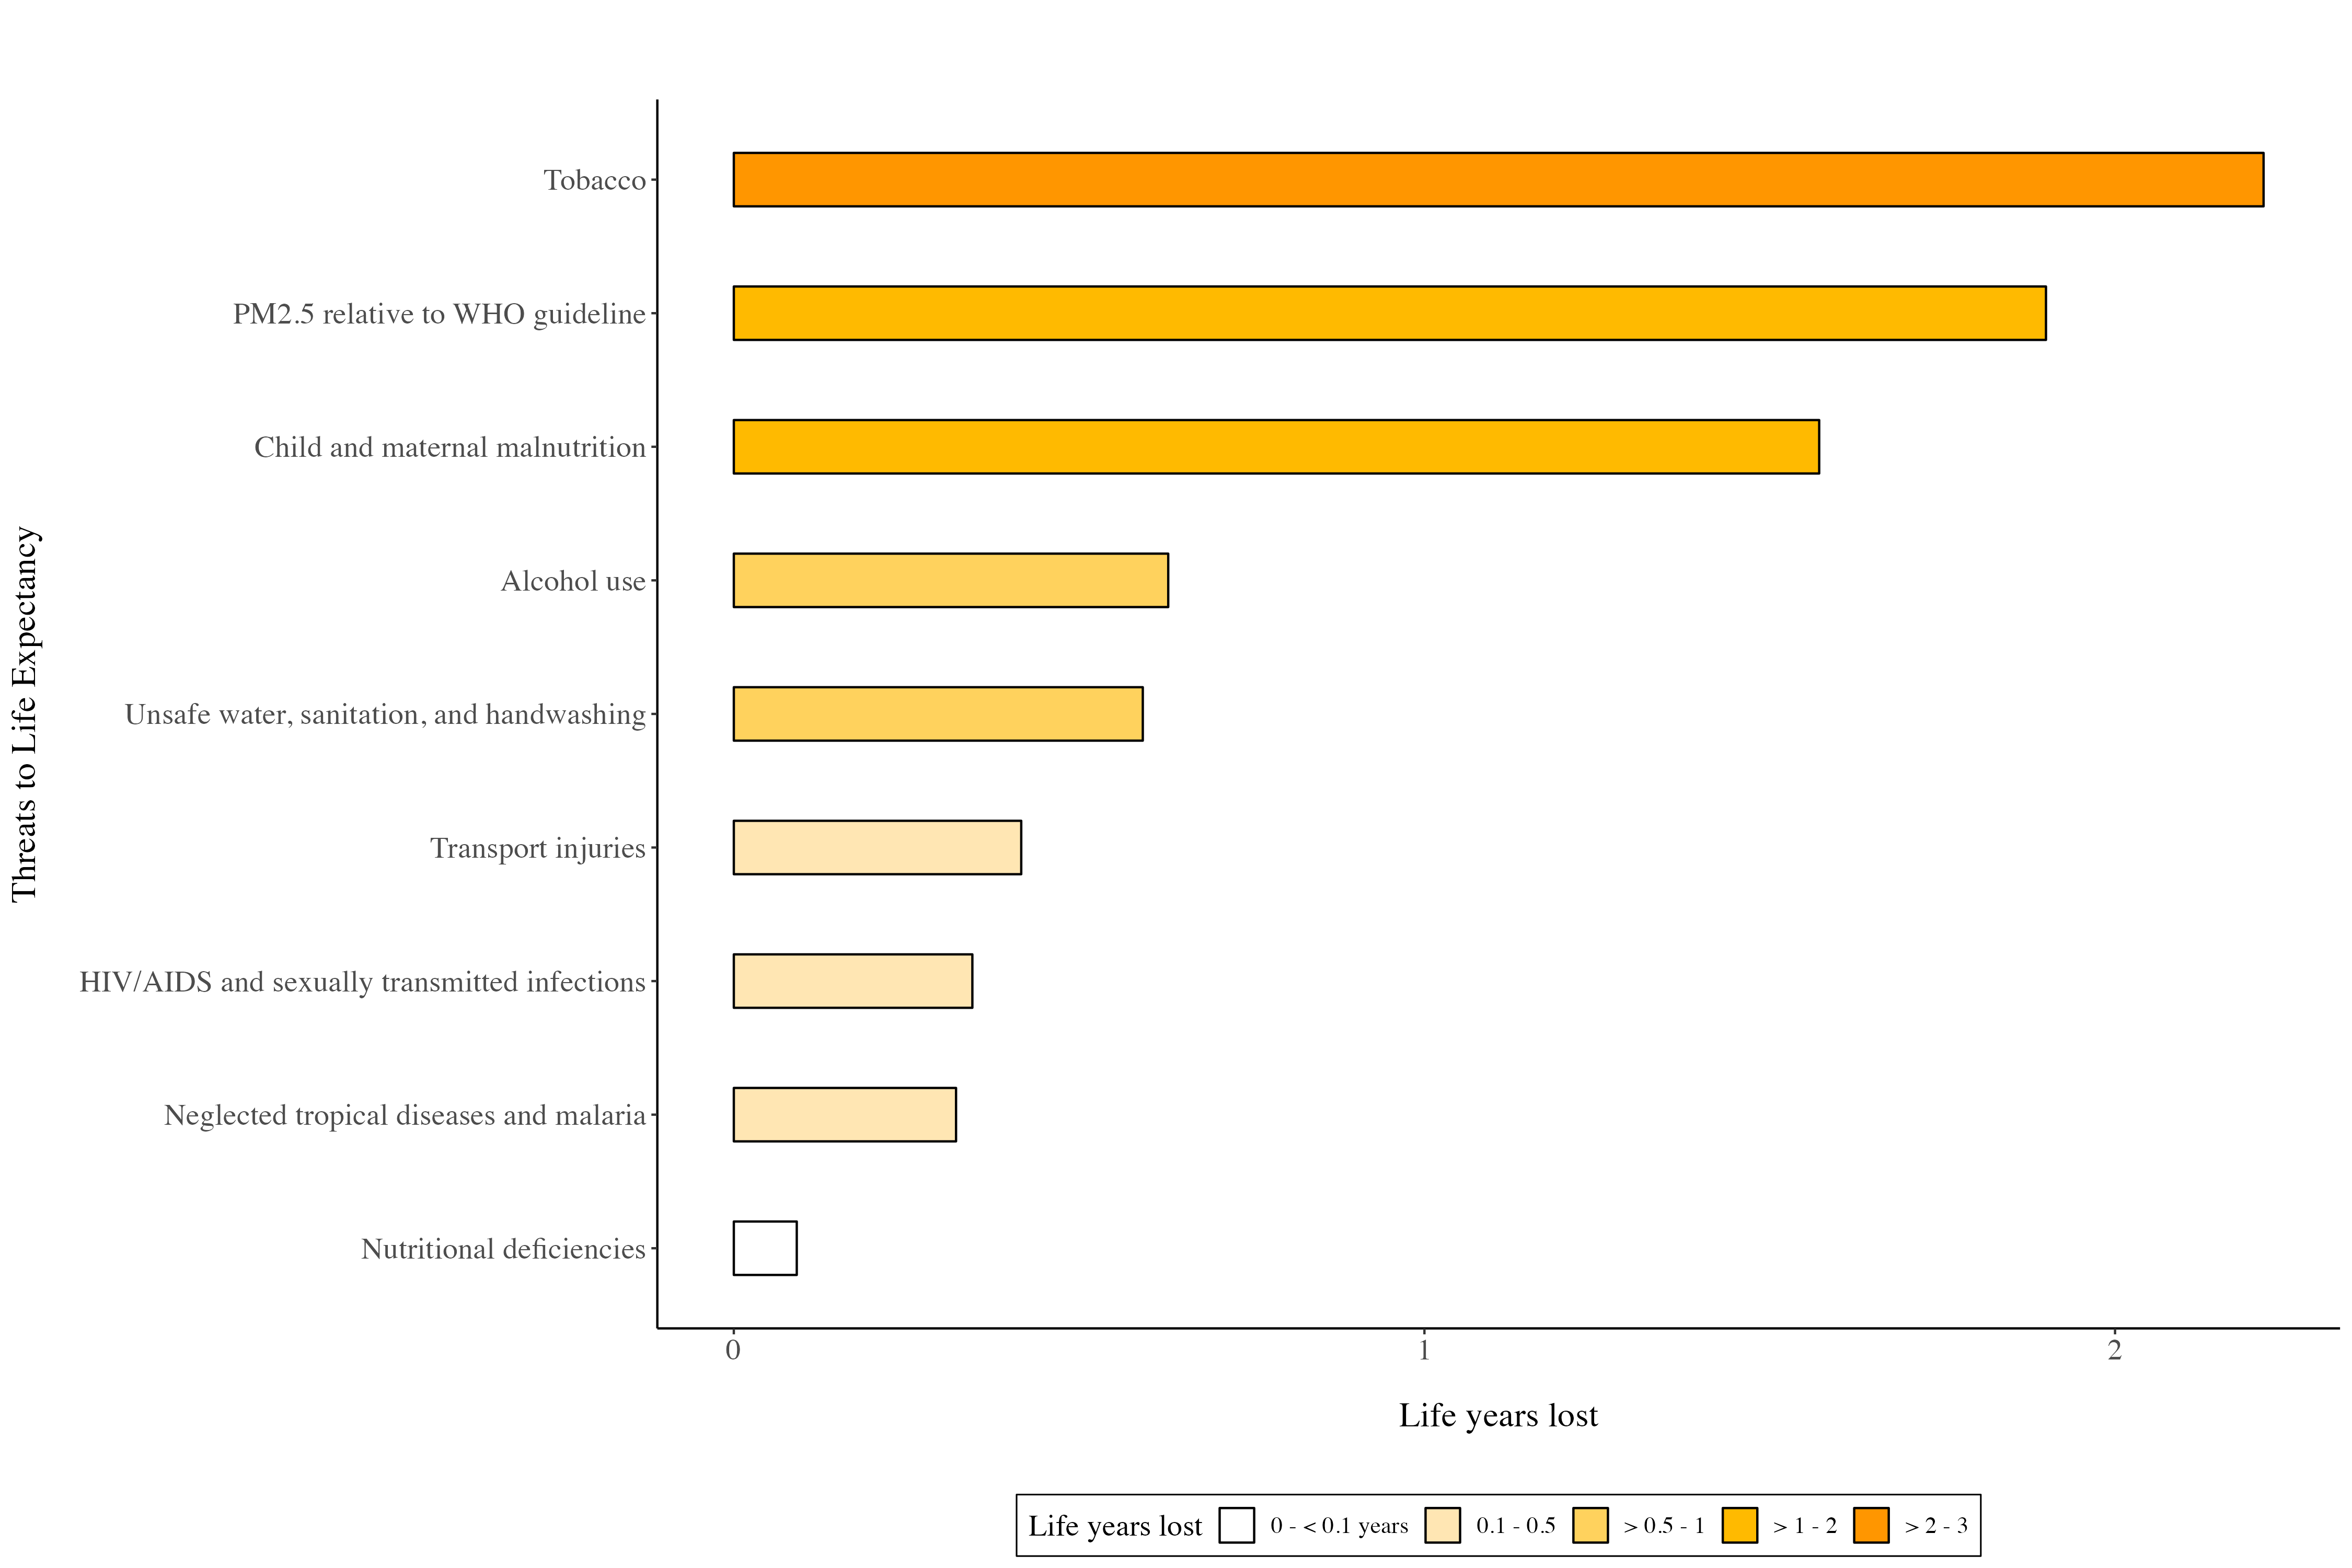 Threats to Life Expectancy
Tobacco
PM2.5 relative to WHO guideline
Child and maternal malnutrition
Alcohol use
Unsafe water, sanitation, and handwashing
Transport injuries
HIV/AIDS and sexually transmitted infections
Neglected tropical diseases and malaria
Nutritional deficiencies
0 1 2
Life years lost
Life years lost 0 - < 0.1 years 0.1 - 0.5 > 0.5 - 1 > 1 - 2 > 2 - 3